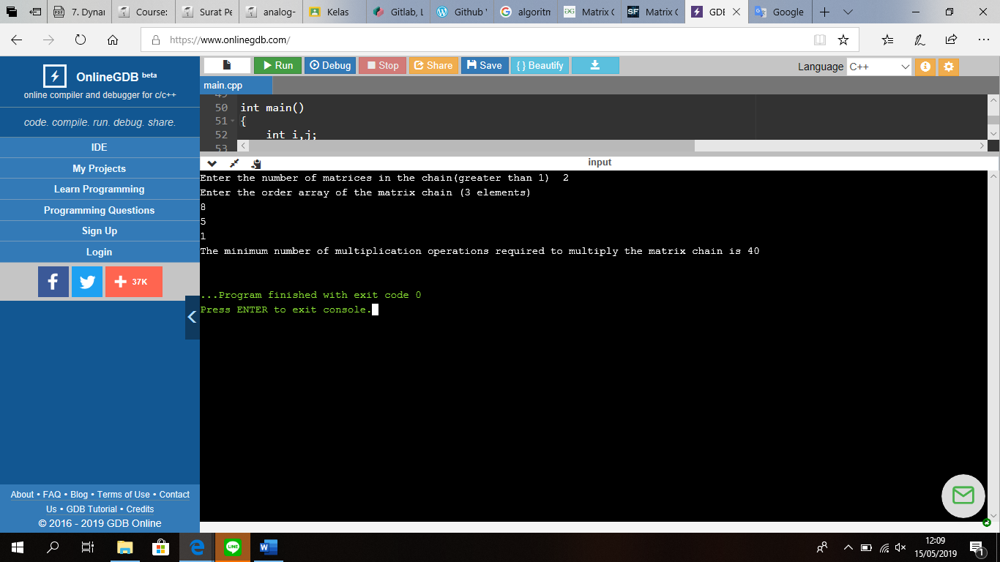 7. Dynar
Course:
Surat Pe
analog-
Kelas
Gitlab, L
Github
algoritm
Matrix C
Matrix C
GDB
Google
https://www.onlinegdb.com/
OnlineGDB beta
online compiler and debugger for c/c++
code. compile. run. debug. share.
IDE
My Projects
Learn Programming
Programming Questions
Sign Up
Login
37K
About • FAQ • Blog • Terms of Use • Contact
Us • GDB Tutorial • Credits
© 2016 - 2019 GDB Online
Run
Debug
Stop
Share
Save
{ } Beautify
Language C++
main.cpp
49
50 int main()
51 {
52 int i,j;
53
input
Enter the number of matrices in the chain(greater than 1) 2
Enter the order array of the matrix chain (3 elements)
8
5
1
The minimum number of multiplication operations required to multiply the matrix chain is 40
...Program finished with exit code 0
Press ENTER to exit console.
12:09
15/05/2019
1